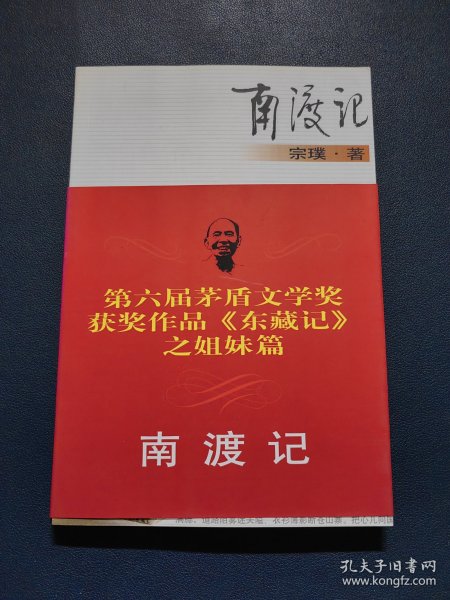 南渡记
宗璞·著
第六届茅盾文学奖
获奖作品《东藏记》
之姐妹篇
南渡记
孔夫子旧书网
www.kongfz.com